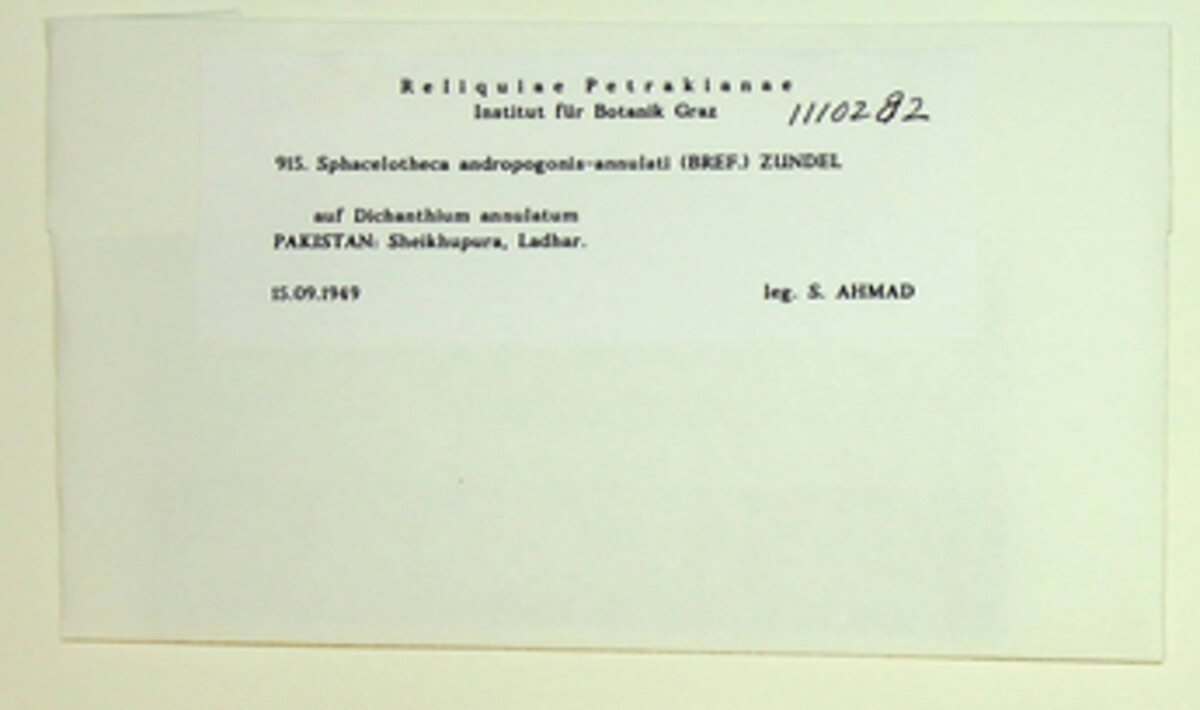 Reliquiae Petrakianae
Institut für Botanik Graz
1110282
915. Sphacelotheca andropogonis-annulati (BREF.) ZUNDEL
auf Dichanthium annulatum
PAKISTAN: Sheikhupura, Ladhar.
15.09.1949 leg. S. AHMAD